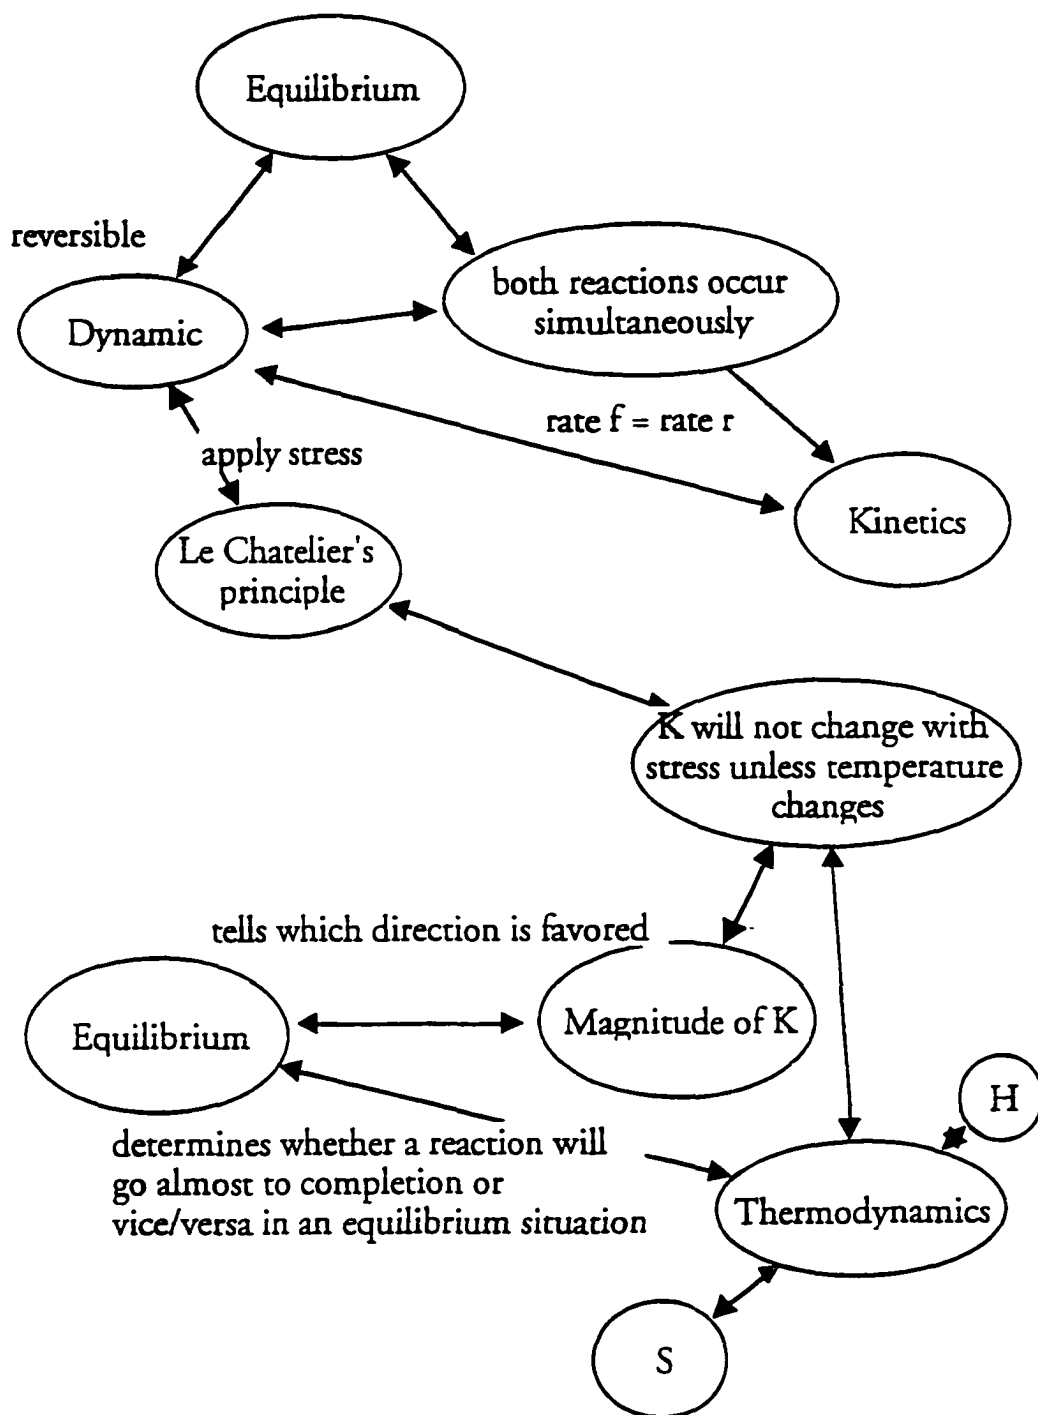 Equilibrium
reversible
both reactions occur
simultaneously
Dynamic
rate f = rate r
apply stress
Kinetics
Le Chatelier's
principle
K will not change with
stress unless temperature
changes
tells which direction is favored
Equilibrium
Magnitude of K
H
determines whether a reaction will
go almost to completion or
vice/versa in an equilibrium situation
Thermodynamics
S